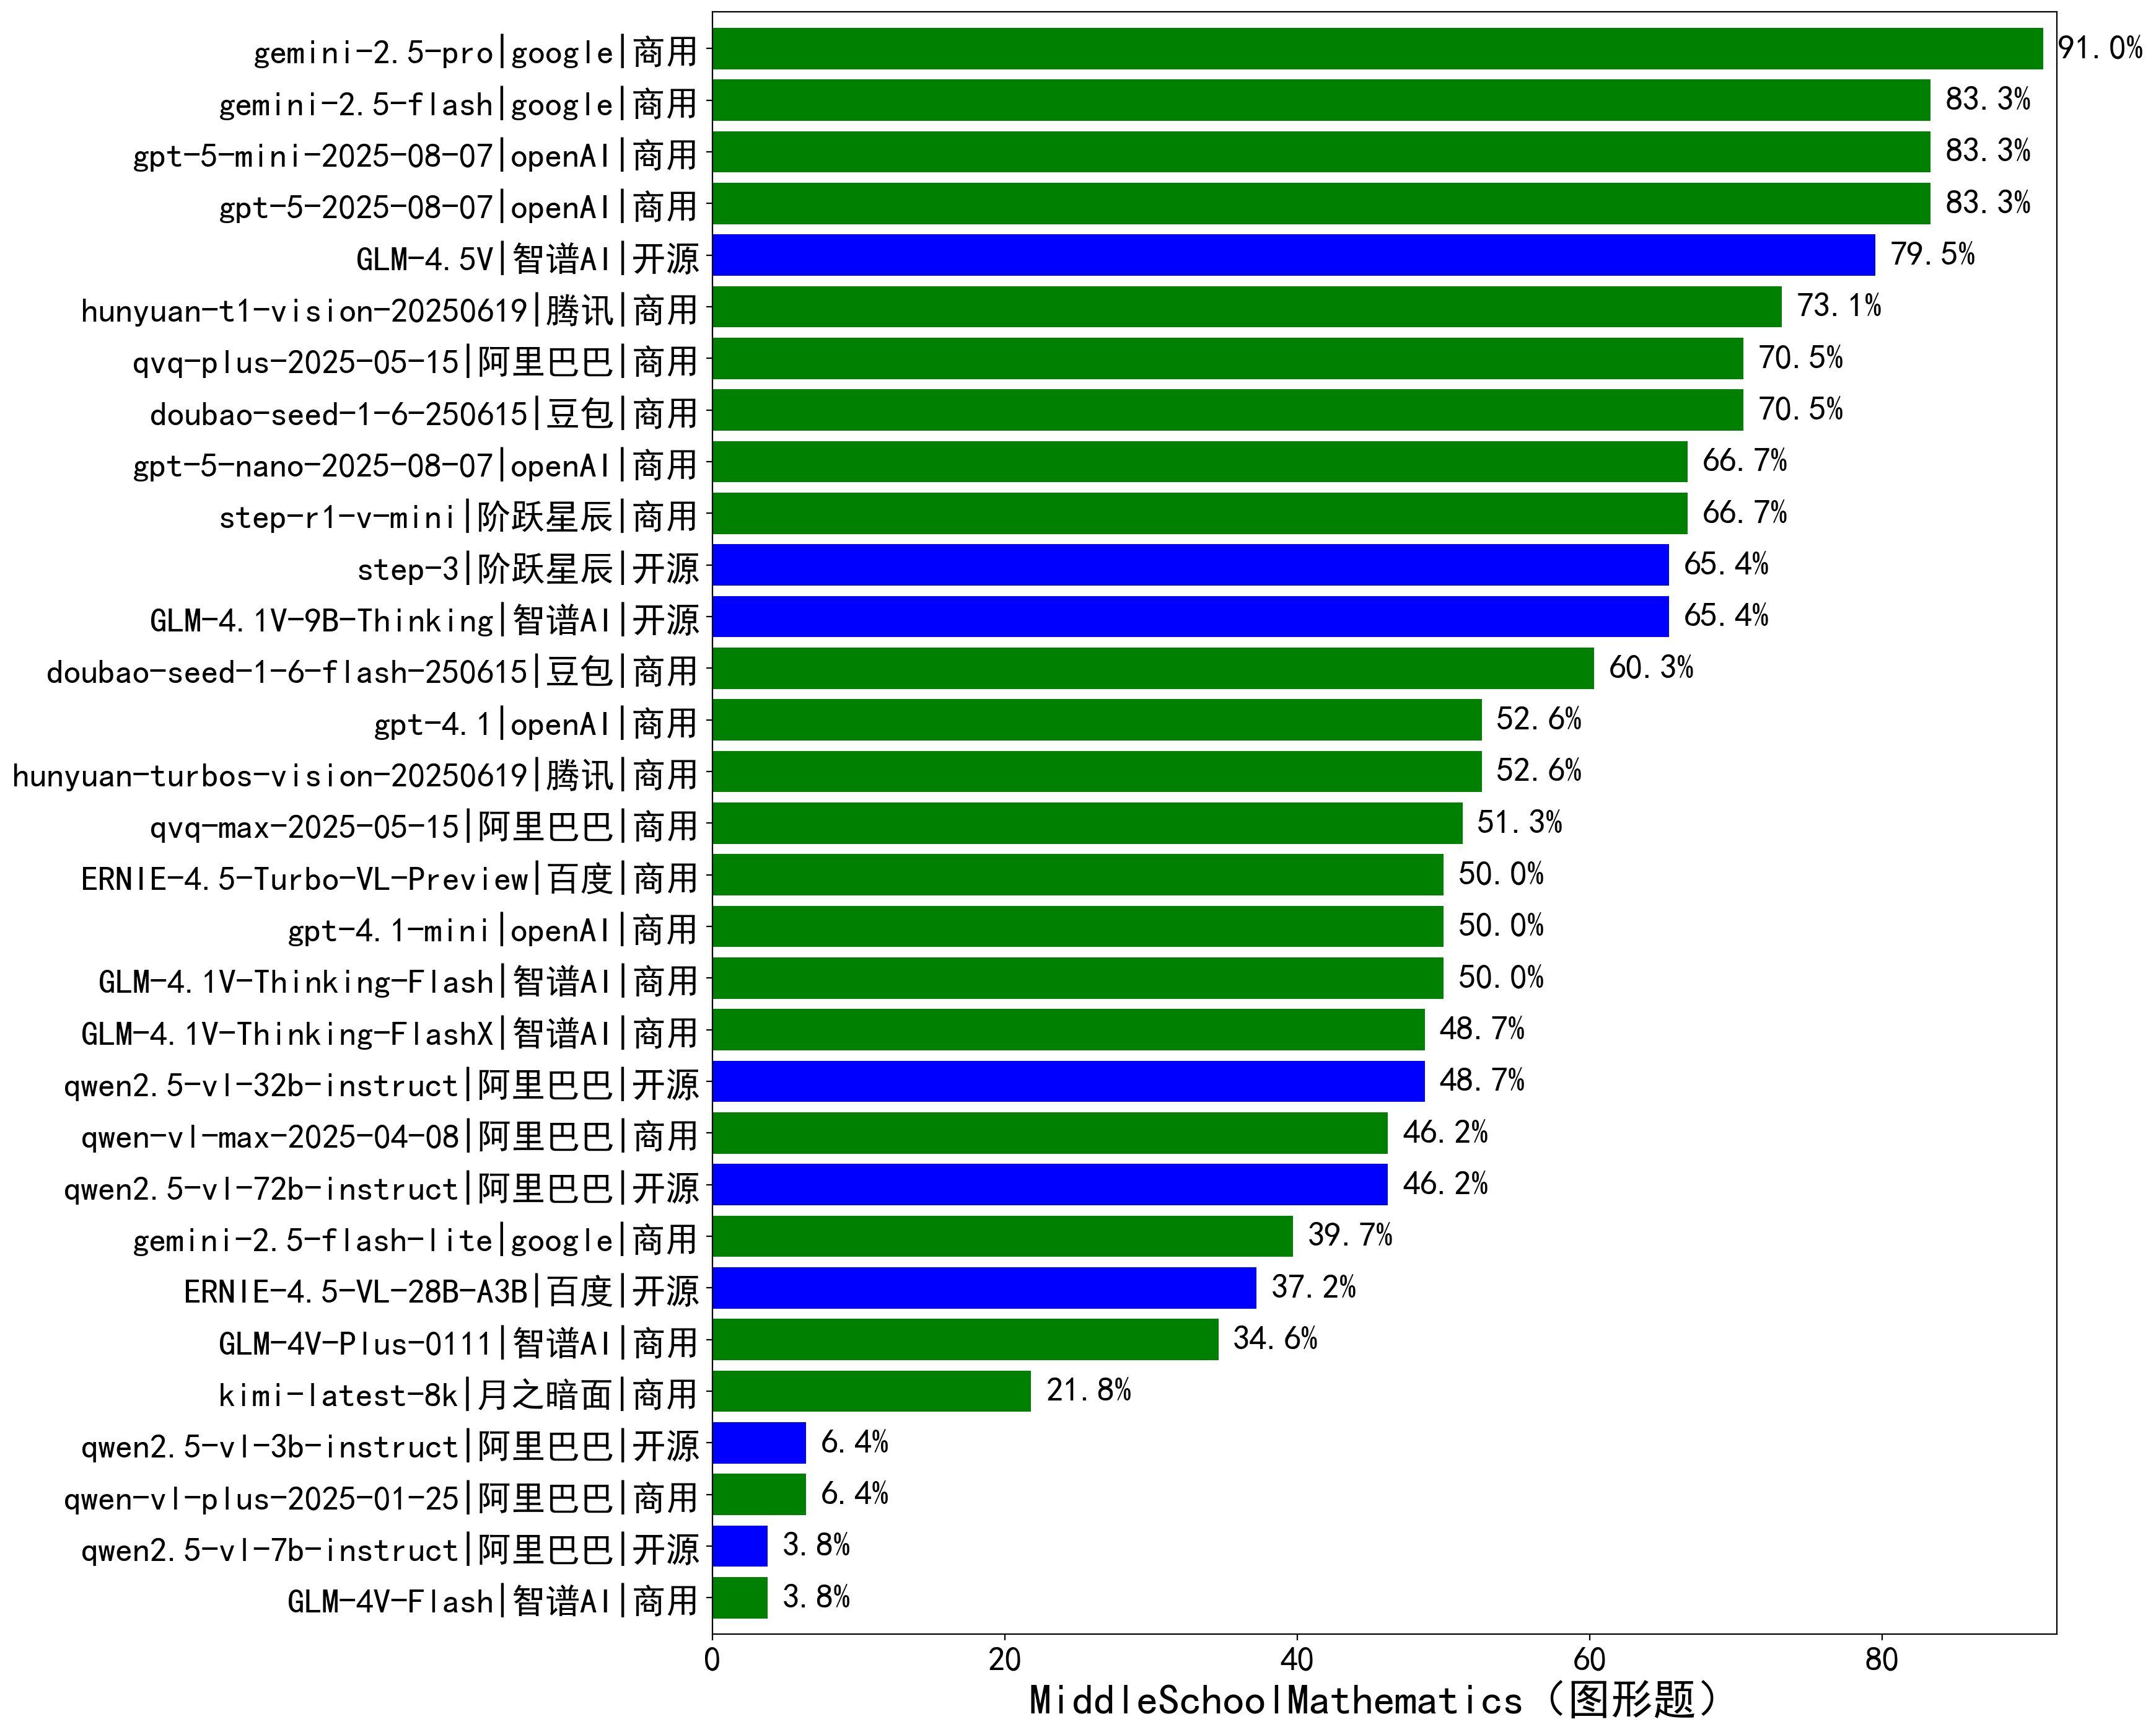 gemini-2.5-pro|google|商用 91.0%
gemini-2.5-flash|google|商用 83.3%
gpt-5-mini-2025-08-07|openAI|商用 83.3%
gpt-5-2025-08-07|openAI|商用 83.3%
GLM-4.5V|智谱AI|开源 79.5%
hunyuan-t1-vision-20250619|腾讯|商用 73.1%
qvq-plus-2025-05-15|阿里巴巴|商用 70.5%
doubao-seed-1-6-250615|豆包|商用 70.5%
gpt-5-nano-2025-08-07|openAI|商用 66.7%
step-r1-v-mini|阶跃星辰|商用 66.7%
step-3|阶跃星辰|开源 65.4%
GLM-4.1V-9B-Thinking|智谱AI|开源 65.4%
doubao-seed-1-6-flash-250615|豆包|商用 60.3%
gpt-4.1|openAI|商用 52.6%
hunyuan-turbos-vision-20250619|腾讯|商用 52.6%
qvq-max-2025-05-15|阿里巴巴|商用 51.3%
ERNIE-4.5-Turbo-VL-Preview|百度|商用 50.0%
gpt-4.1-mini|openAI|商用 50.0%
GLM-4.1V-Thinking-Flash|智谱AI|商用 50.0%
GLM-4.1V-Thinking-FlashX|智谱AI|商用 48.7%
qwen2.5-vl-32b-instruct|阿里巴巴|开源 48.7%
qwen-vl-max-2025-04-08|阿里巴巴|商用 46.2%
qwen2.5-vl-72b-instruct|阿里巴巴|开源 46.2%
gemini-2.5-flash-lite|google|商用 39.7%
ERNIE-4.5-VL-28B-A3B|百度|开源 37.2%
GLM-4V-Plus-0111|智谱AI|商用 34.6%
kimi-latest-8k|月之暗面|商用 21.8%
qwen2.5-vl-3b-instruct|阿里巴巴|开源 6.4%
qwen-vl-plus-2025-01-25|阿里巴巴|商用 6.4%
qwen2.5-vl-7b-instruct|阿里巴巴|开源 3.8%
GLM-4V-Flash|智谱AI|商用 3.8%
0 20 40 60 80
MiddleSchoolMathematics（图形题）